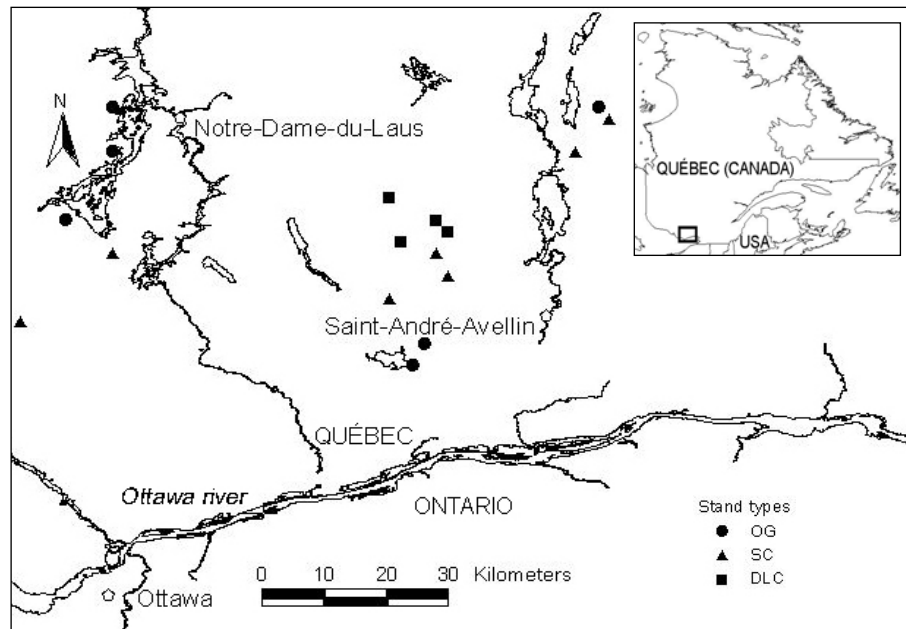 N
Notre-Dame-du-Laus
QUÉBEC (CANADA)
USA
Saint-André-Avellin
QUÉBEC
Ottawa river
ONTARIO
Ottawa
0 10 20 30 Kilometers
Stand types
OG
SC
DLC